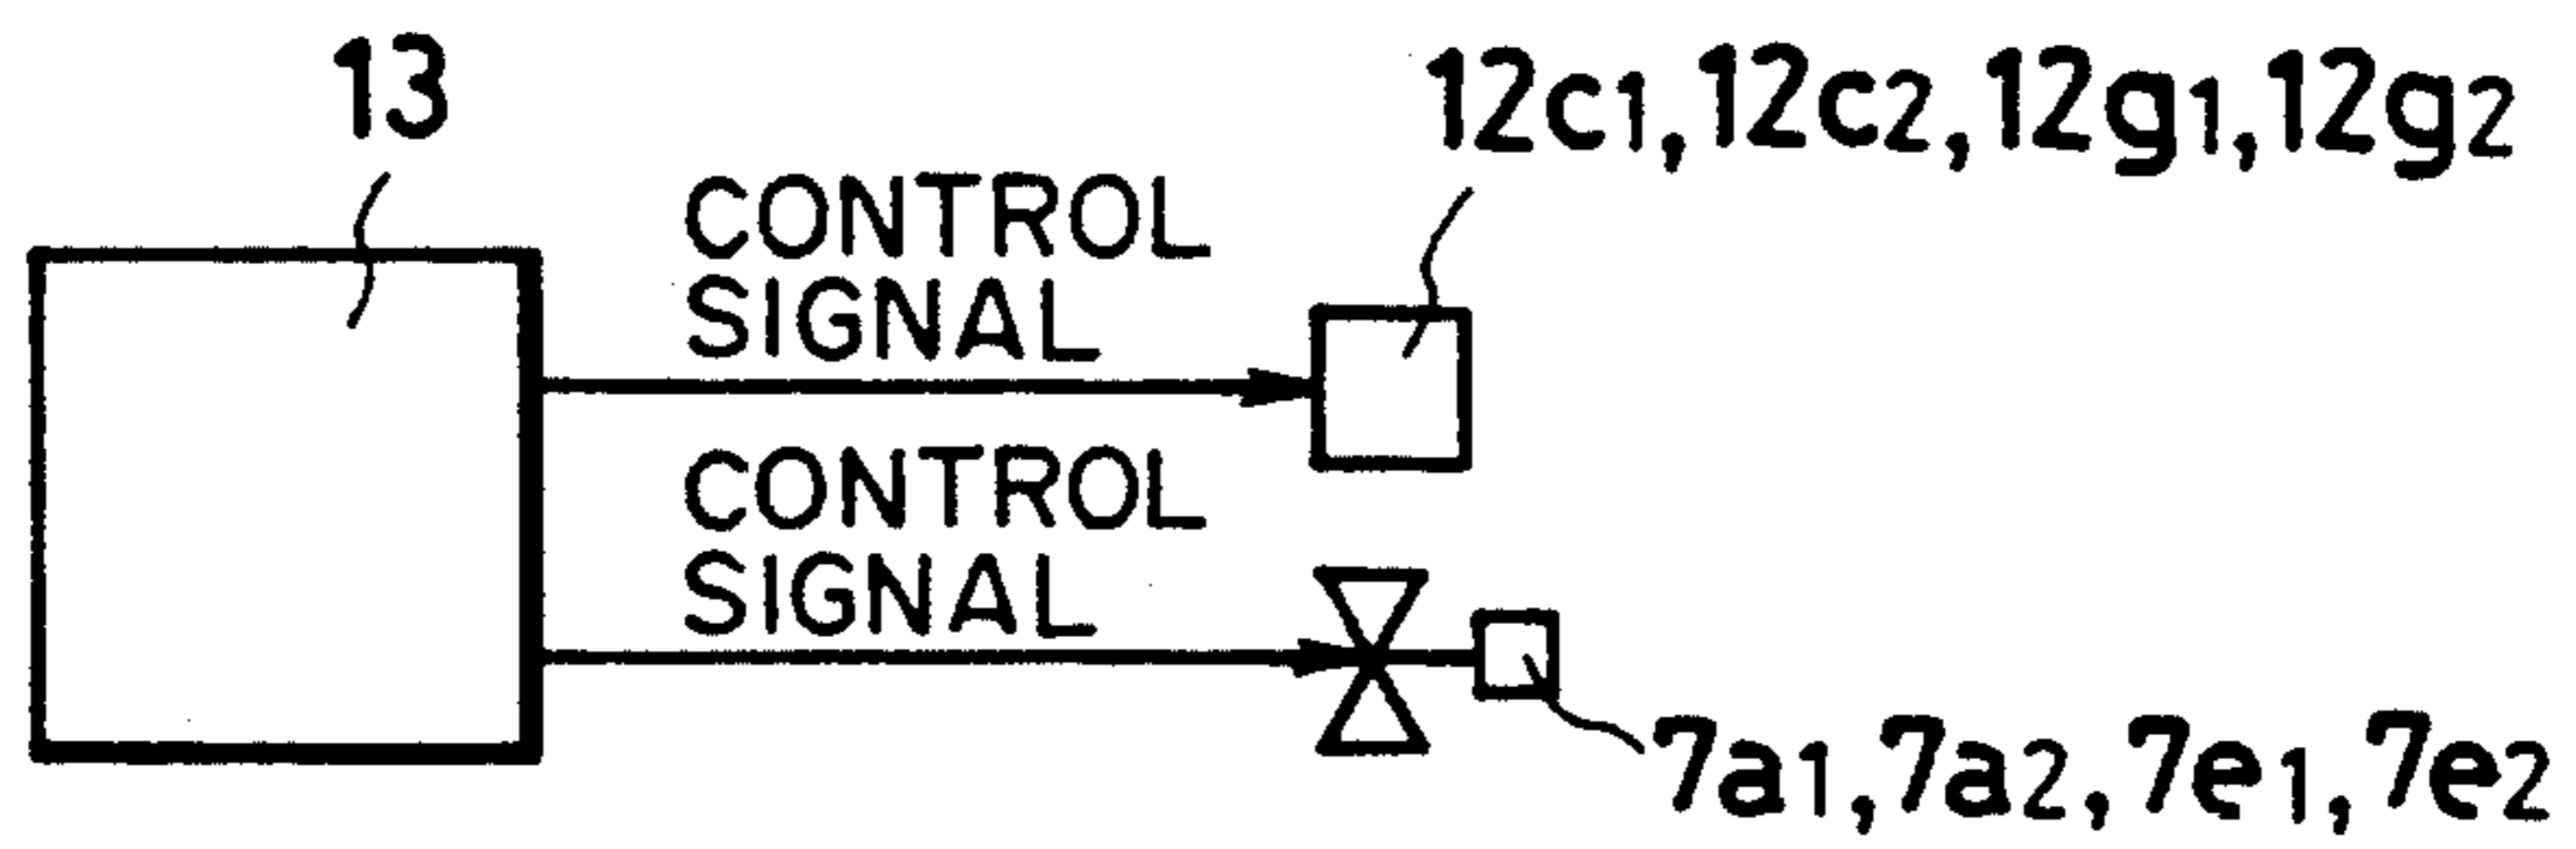 13
12c1,12c2,12g1,12g2
CONTROL
SIGNAL
CONTROL
SIGNAL
7a1,7a2,7e1,7e2